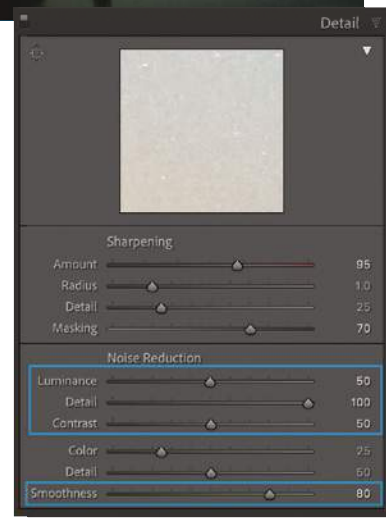 Detail
Sharpening
Amount 95
Radius 1.0
Detail 25
Masking 70
Noise Reduction
Luminance 50
Detail 100
Contrast 50
Color 25
Detail 50
Smoothness 80